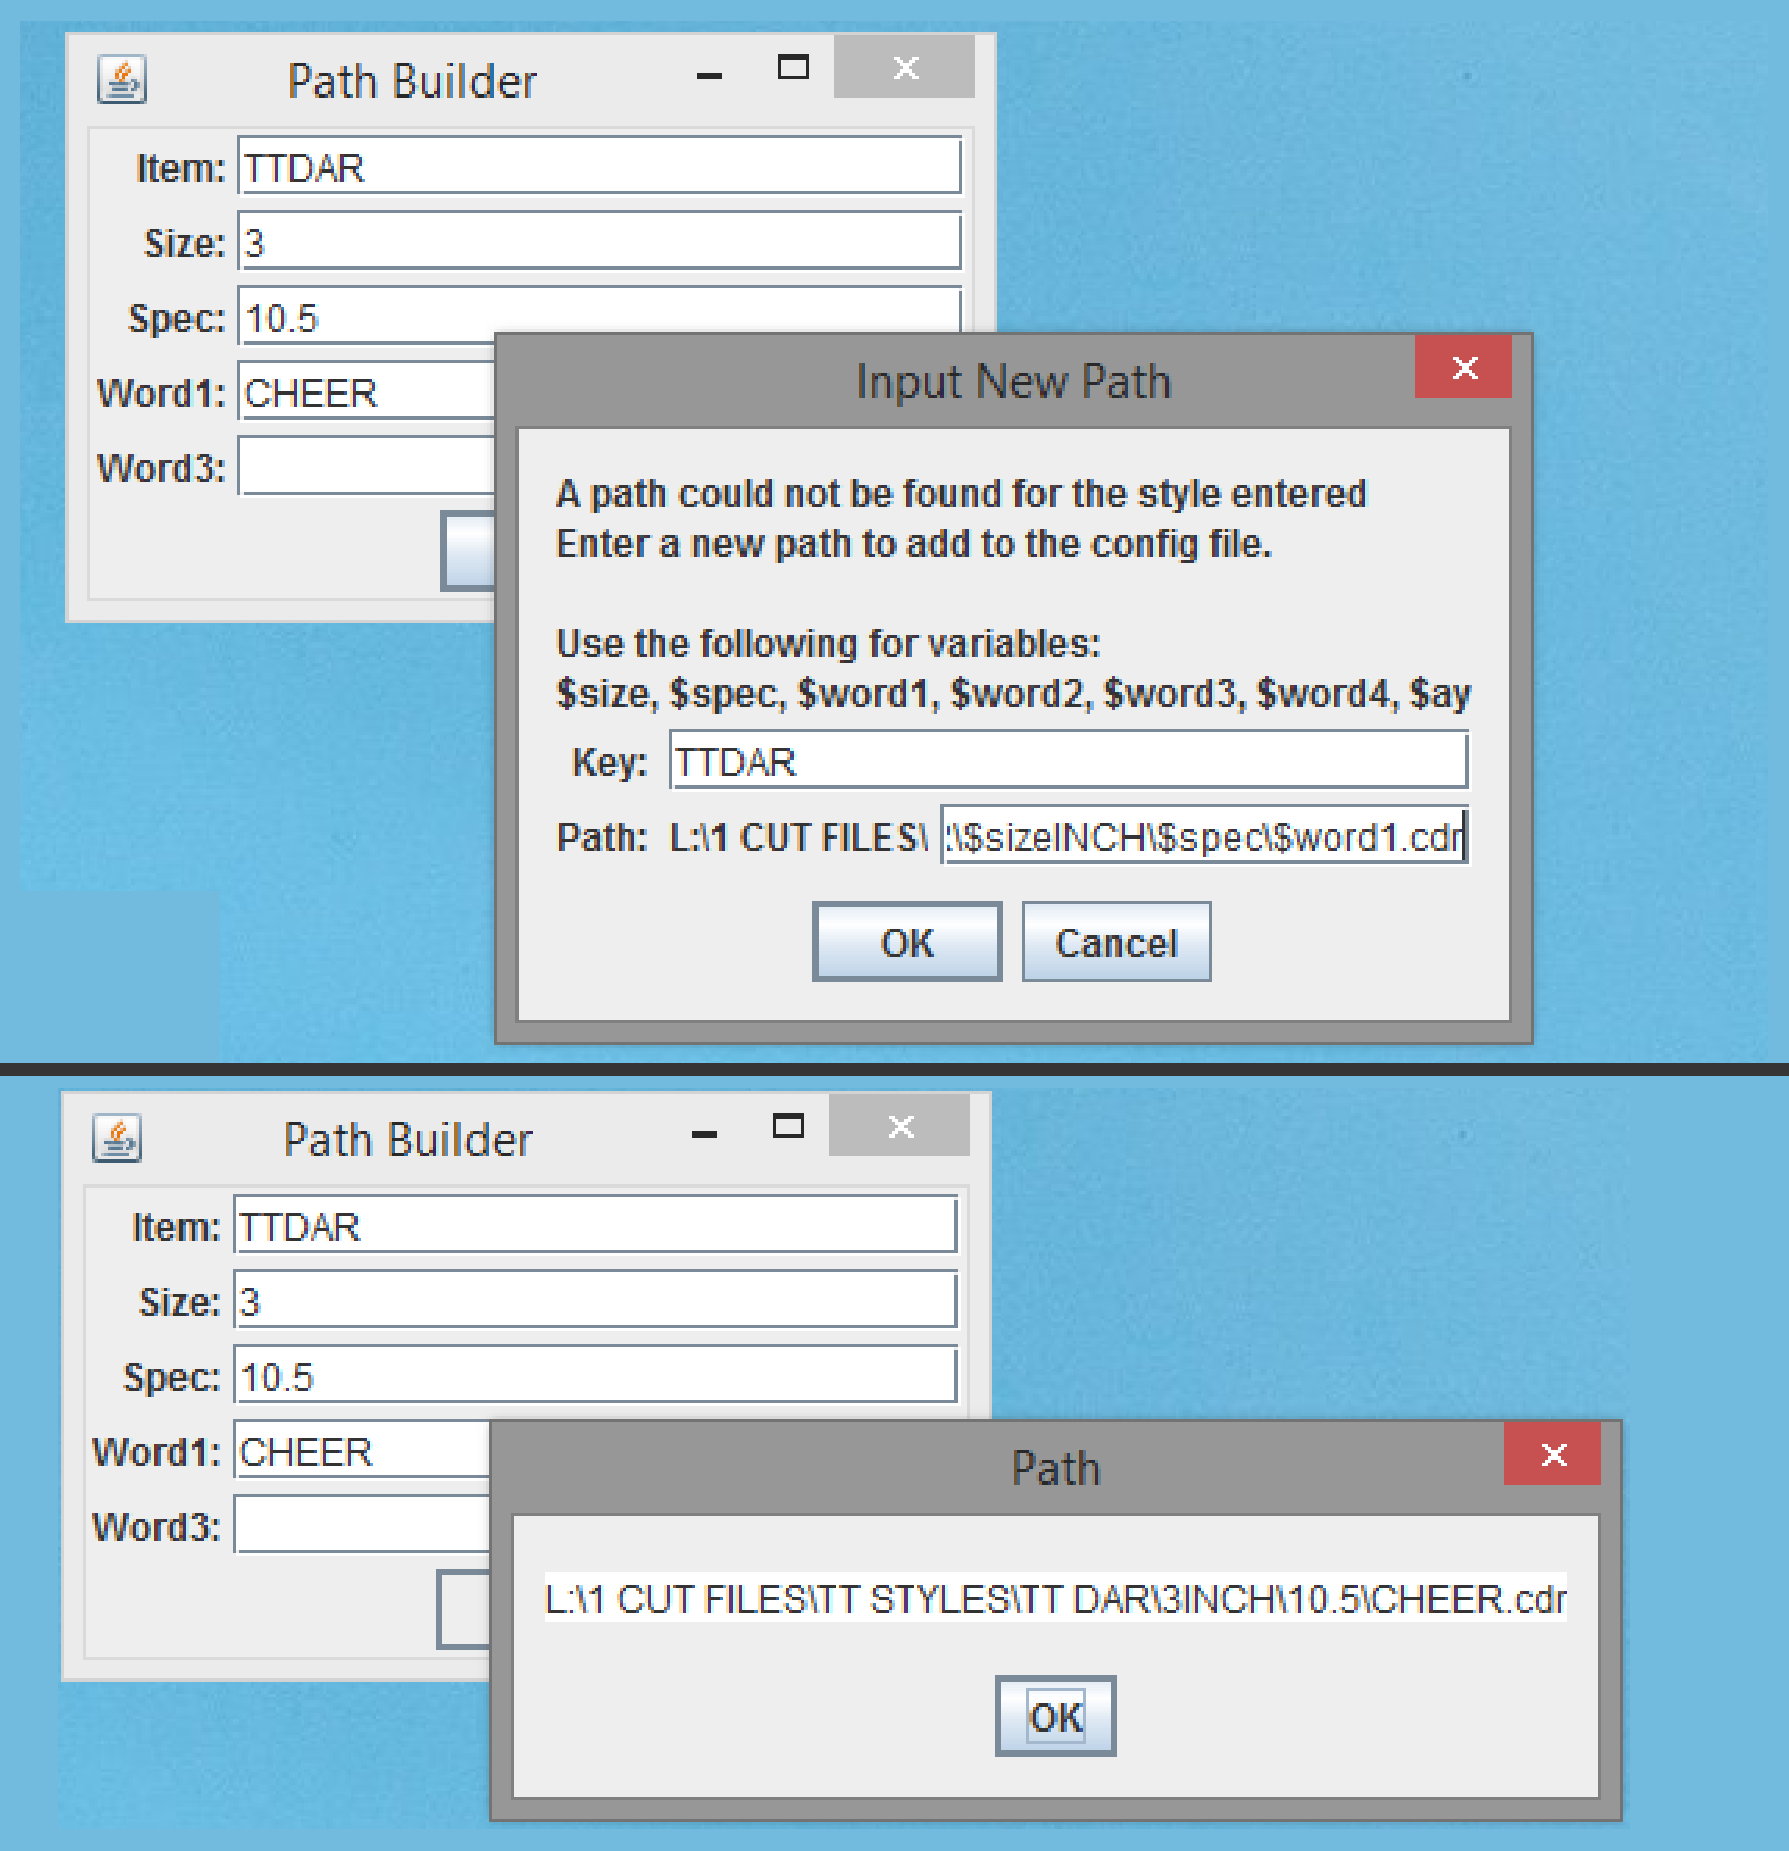 Path Builder
Item: TTDAR
Size: 3
Spec: 10.5
Word1: CHEER
Word3:
Input New Path
A path could not be found for the style entered
Enter a new path to add to the config file.
Use the following for variables:
$size, $spec, $word1, $word2, $word3, $word4, $ay
Key: TTDAR
Path: L:\1 CUT FILES\ \$sizeINCH\$spec\$word1.cdr
OK Cancel
Path Builder
Item: TTDAR
Size: 3
Spec: 10.5
Word1: CHEER
Word3:
Path
L:\1 CUT FILES\TT STYLES\TT DAR\3INCH\10.5\CHEER.cdr
OK